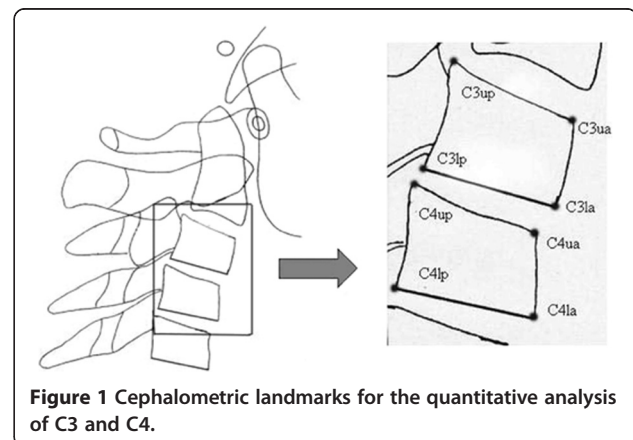 C3up
C3ua
C3lp
C3la
C4up
C4ua
C4lp
C4la
Figure 1 Cephalometric landmarks for the quantitative analysis
of C3 and C4.